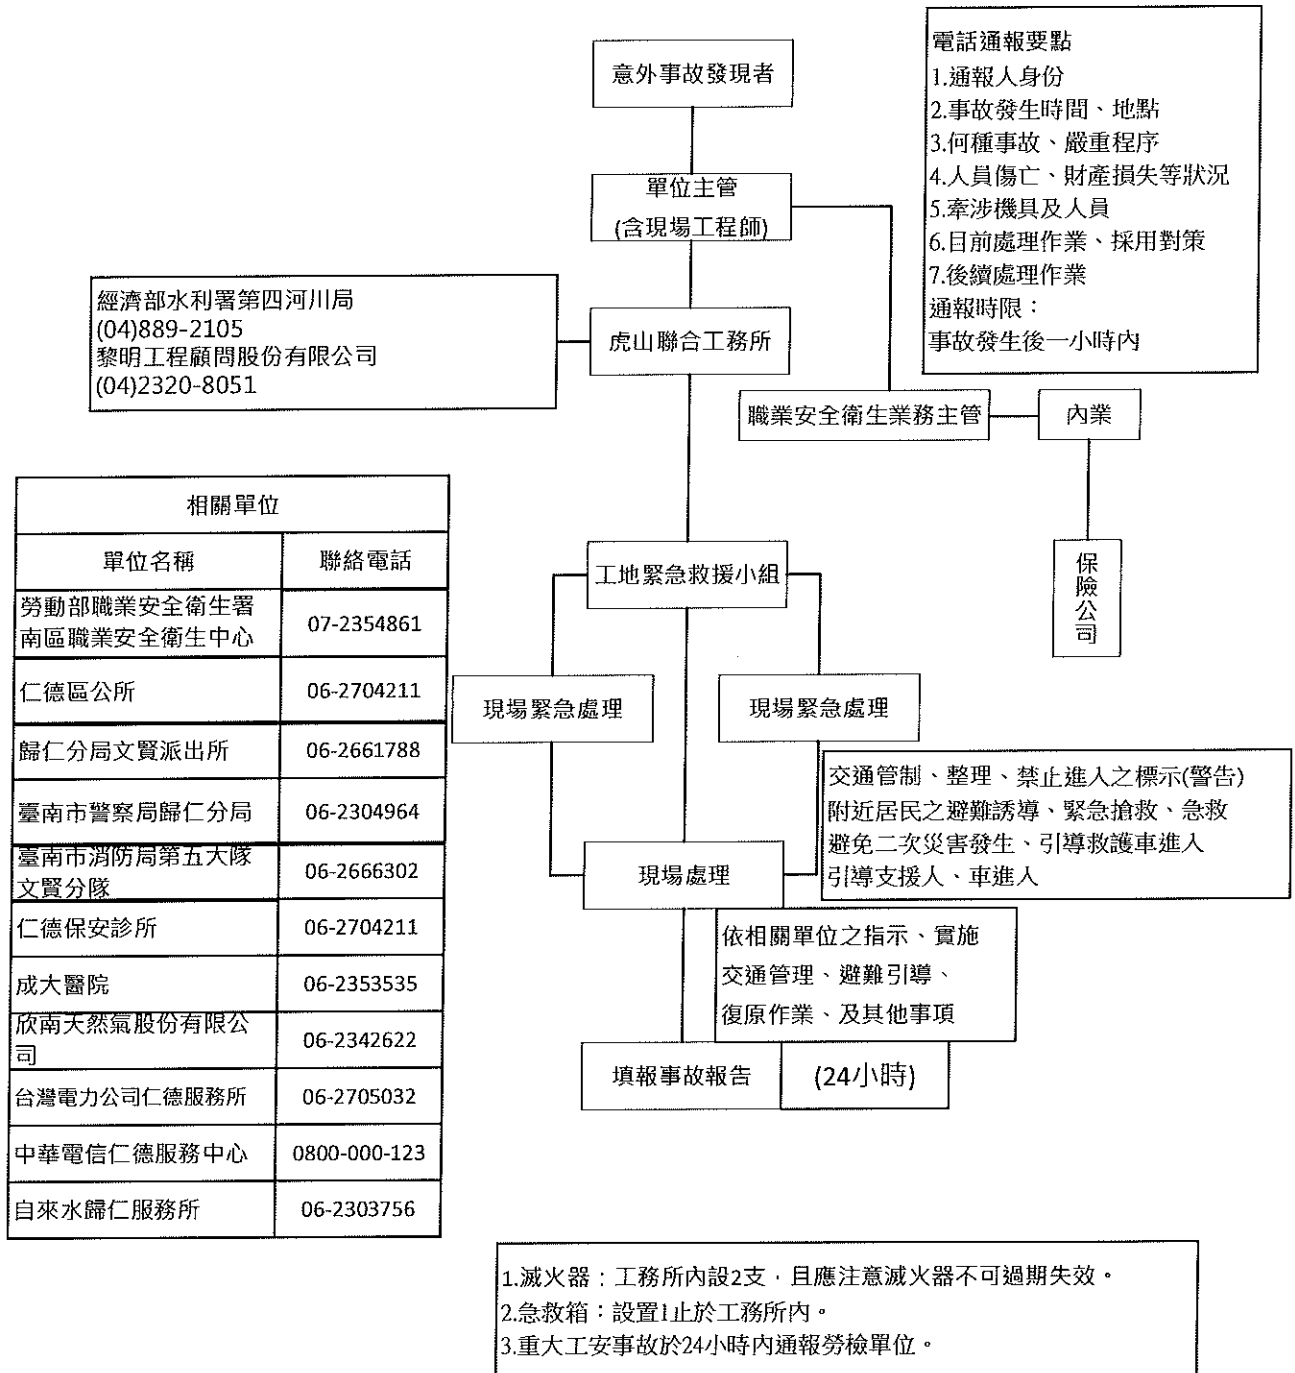 意外事故發現者
電話通報要點
1.通報人身份
2.事故發生時間、地點
3.何種事故、嚴重程序
4.人員傷亡、財產損失等狀況
5.牽涉機具及人員
6.目前處理作業、採用對策
7.後續處理作業
通報時限：
事故發生後一小時內
單位主管
(含現場工程師)
經濟部水利署第四河川局
(04)889-2105
黎明工程顧問股份有限公司
(04)2320-8051
虎山聯合工務所
職業安全衛生業務主管
內業
保險公司
相關單位
單位名稱 聯絡電話
勞動部職業安全衛生署
南區職業安全衛生中心
07-2354861
仁德區公所 06-2704211
歸仁分局文賢派出所 06-2661788
臺南市警察局歸仁分局 06-2304964
臺南市消防局第五大隊
文賢分隊
06-2666302
仁德保安診所 06-2704211
成大醫院 06-2353535
欣南天然氣股份有限公
司
06-2342622
台灣電力公司仁德服務所 06-2705032
中華電信仁德服務中心 0800-000-123
自來水歸仁服務所 06-2303756
工地緊急救援小組
現場緊急處理
現場緊急處理
交通管制、整理、禁止進入之標示(警告)
附近居民之避難誘導、緊急搶救、急救
避免二次災害發生、引導救護車進入
引導支援人、車進入
現場處理
依相關單位之指示、實施
交通管理、避難引導、
復原作業、及其他事項
填報事故報告
(24小時)
1.滅火器：工務所內設2支，且應注意滅火器不可過期失效。
2.急救箱：設置1止於工務所內。
3.重大工安事故於24小時內通報勞檢單位。